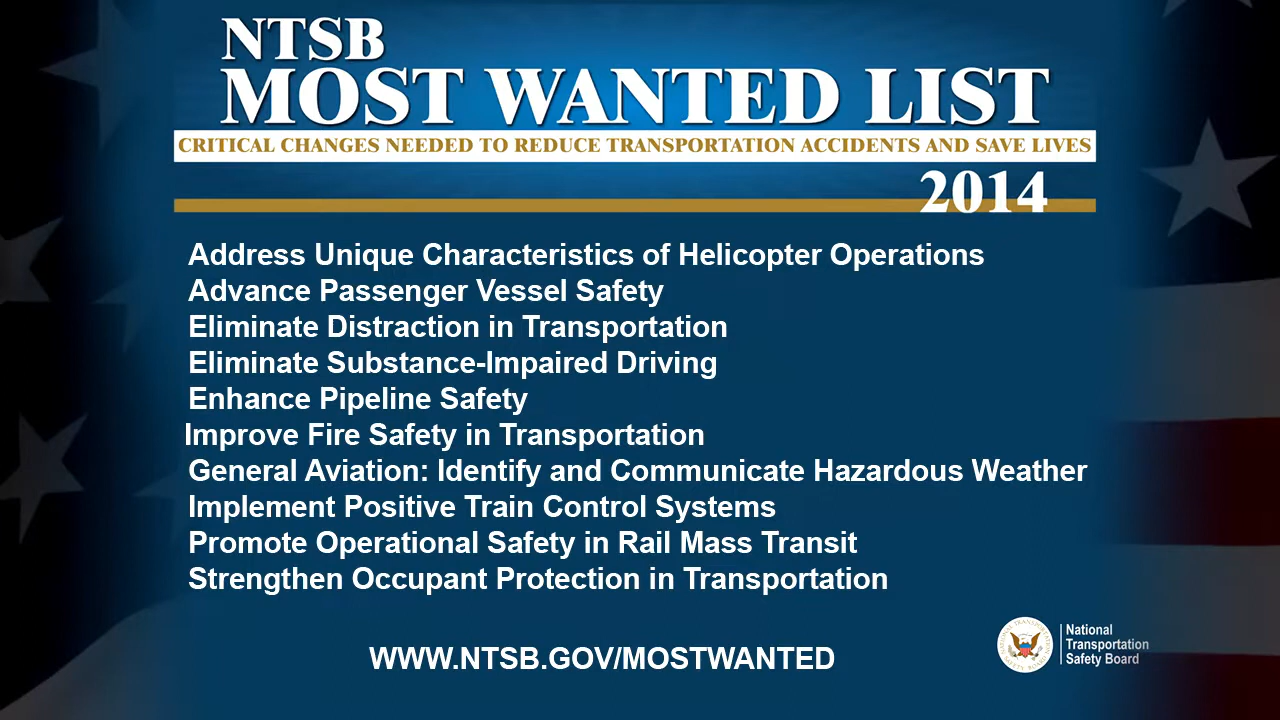 NTSB
MOST WANTED LIST
CRITICAL CHANGES NEEDED TO REDUCE TRANSPORTATION ACCIDENTS AND SAVE LIVES
2014
Address Unique Characteristics of Helicopter Operations
Advance Passenger Vessel Safety
Eliminate Distraction in Transportation
Eliminate Substance-Impaired Driving
Enhance Pipeline Safety
Improve Fire Safety in Transportation
General Aviation: Identify and Communicate Hazardous Weather
Implement Positive Train Control Systems
Promote Operational Safety in Rail Mass Transit
Strengthen Occupant Protection in Transportation
WWW.NTSB.GOV/MOSTWANTED
National
Transportation
Safety Board